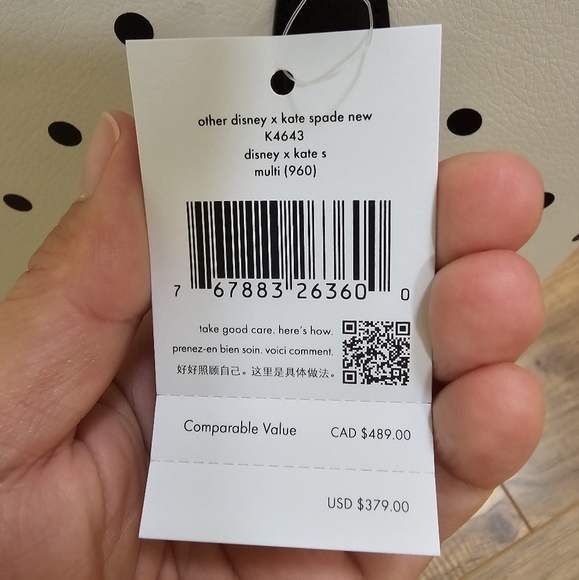 other disney x kate spade new
K4643
disney x kate s
multi (960)
7 67883 26360 0
take good care. here's how.
prenez-en bien soin. voici comment.
好好照顾自己。这里是具体做法。
Comparable Value CAD $489.00
USD $379.00